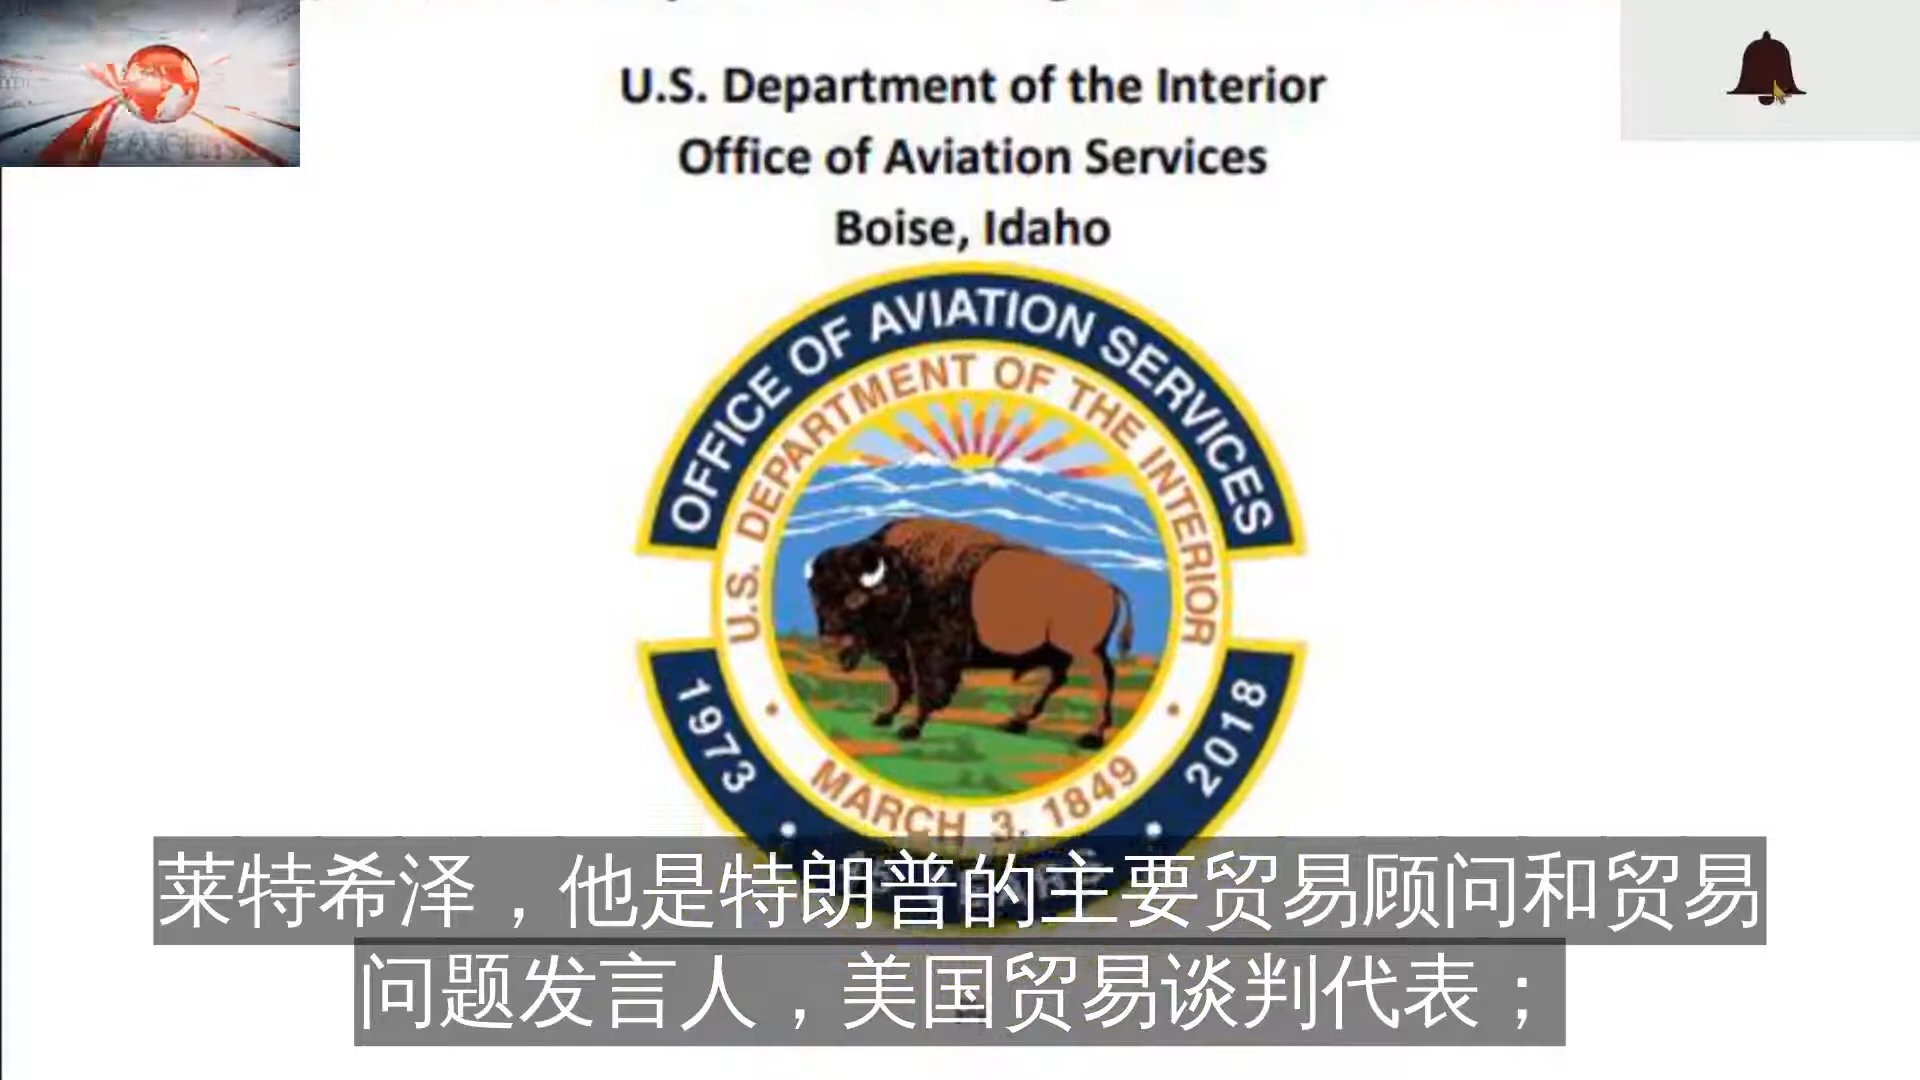 U.S. Department of the Interior
Office of Aviation Services
Boise, Idaho
OFFICE OF AVIATION SERVICES
U.S. DEPARTMENT OF THE INTERIOR
1973
2018
MARCH 3, 1849
莱特希泽，他是特朗普的主要贸易顾问和贸易
问题发言人，美国贸易谈判代表；